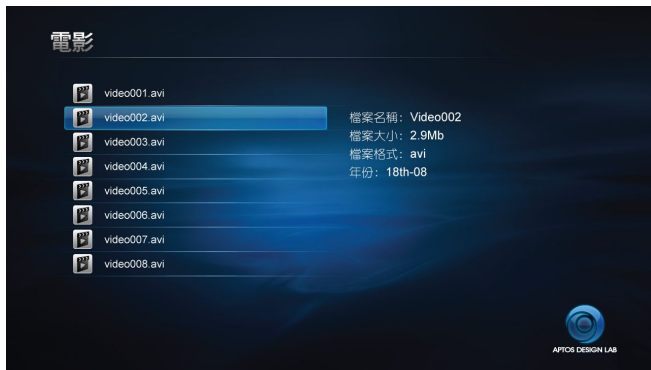 電影
video001.avi
video002.avi
video003.avi
video004.avi
video005.avi
video006.avi
video007.avi
video008.avi
檔案名稱: Video002
檔案大小: 2.9Mb
檔案格式: avi
年份: 18th-08
APTOS DESIGN LAB